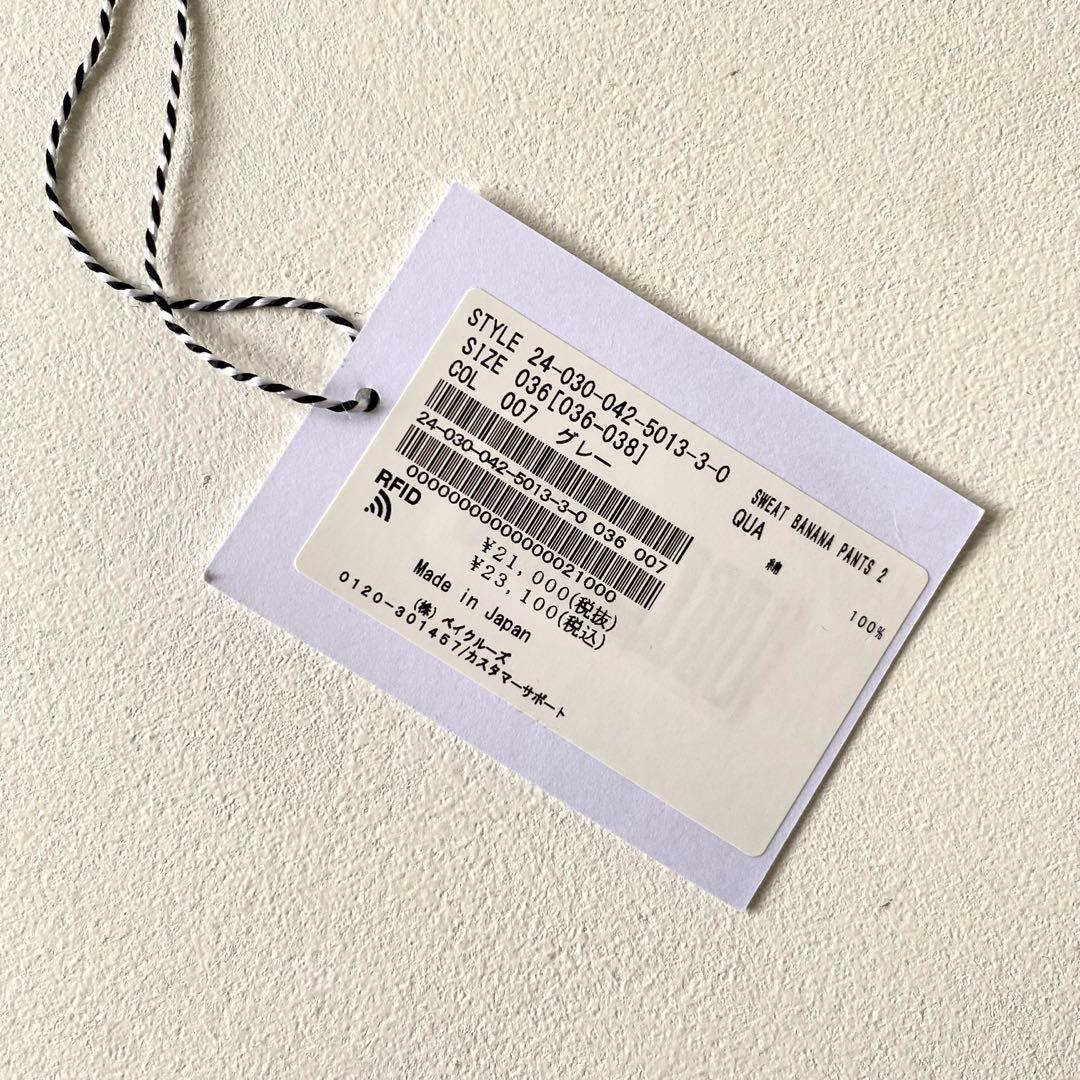 STYLE 24-030-042-5013-3-0
SIZE 036[036-038]
COL 007 グレー
24-030-042-5013-3-0 036 007
000000000000000021000
RFID
¥21,000(税抜)
¥23,100(税込)
Made in Japan
(株) ベイクルーズ
0120-301457/カスタマーサポート
SWEAT BANANA PANTS 2
QUA
綿 100%